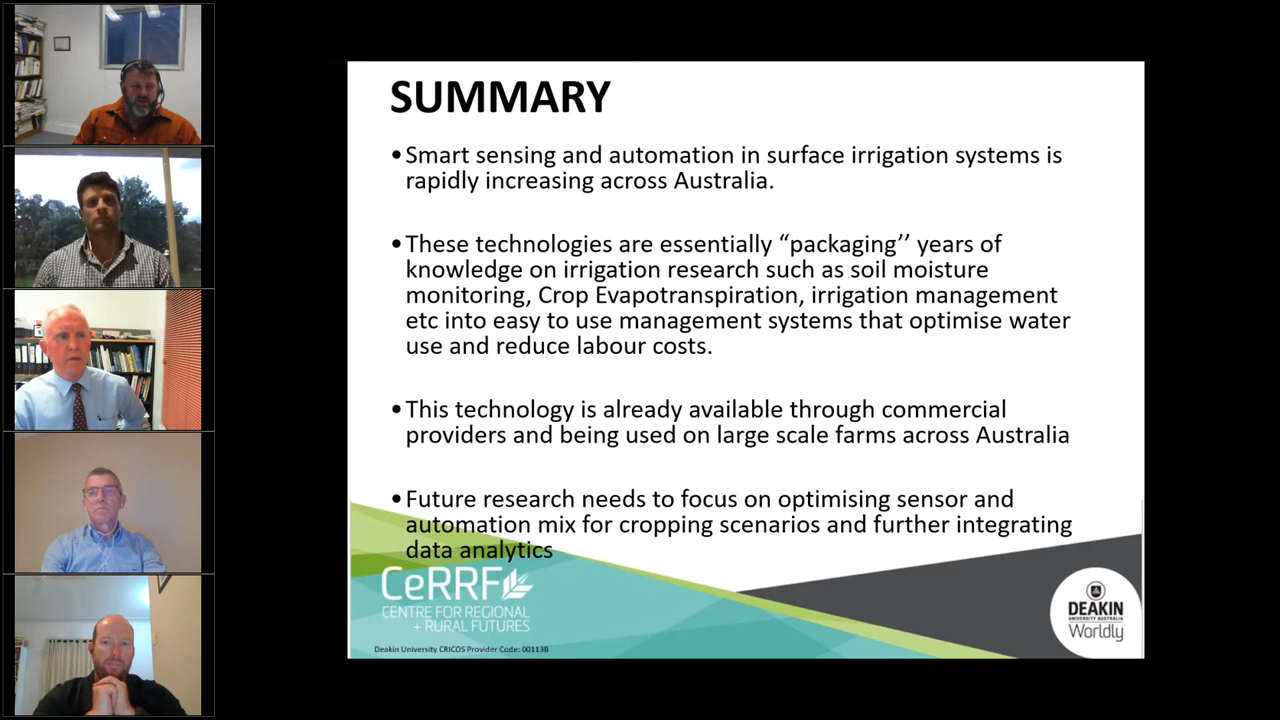 SUMMARY
•Smart sensing and automation in surface irrigation systems is
rapidly increasing across Australia.
•These technologies are essentially “packaging’’ years of
knowledge on irrigation research such as soil moisture
monitoring, Crop Evapotranspiration, irrigation management
etc into easy to use management systems that optimise water
use and reduce labour costs.
•This technology is already available through commercial
providers and being used on large scale farms across Australia
•Future research needs to focus on optimising sensor and
automation mix for cropping scenarios and further integrating
data analytics
CeRRF
CENTRE FOR REGIONAL
+ RURAL FUTURES
Deakin University CRICOS Provider Code: 00113B
DEAKIN
UNIVERSITY AUSTRALIA
Worldly